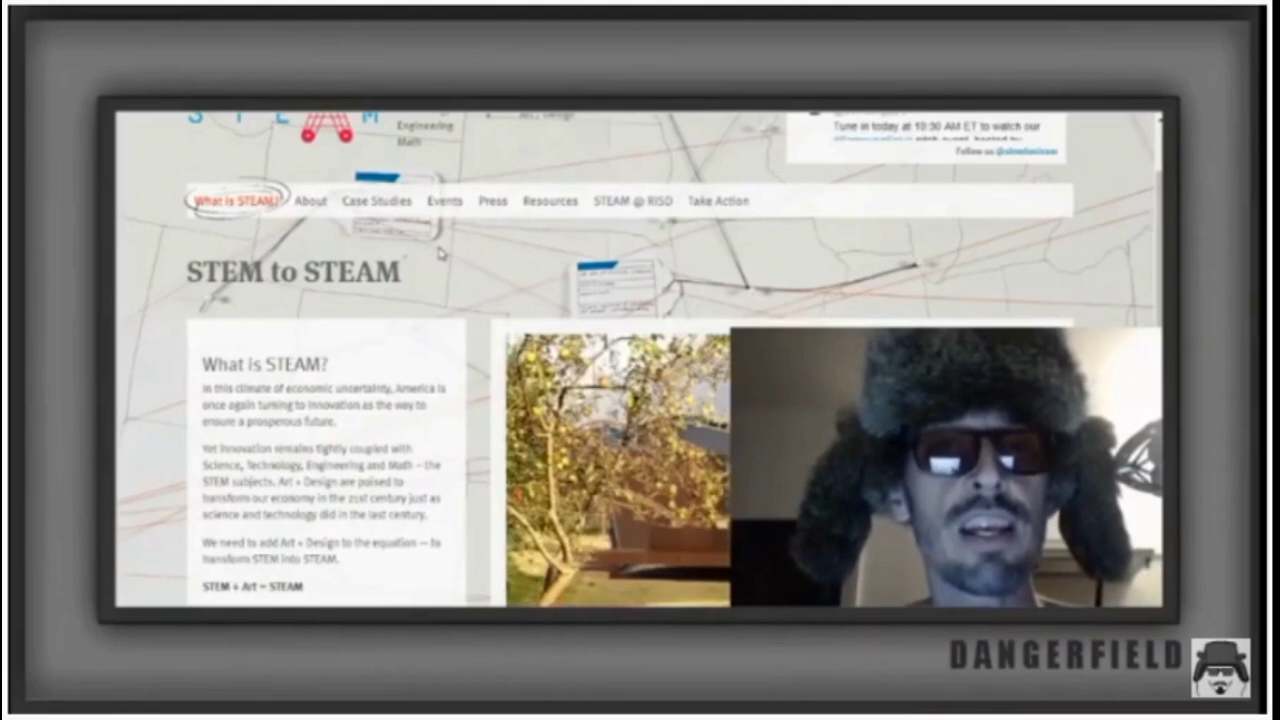 S T E A M
Engineering
Math
Art / Design
Tune in today at 10:30 AM ET to watch our
Follow us @stemtosteam
What is STEAM? About Case Studies Events Press Resources STEAM @ RISD Take Action
STEM to STEAM
What is STEAM?
In this climate of economic uncertainty, America is
once again turning to innovation as the way to
ensure a prosperous future.
Yet innovation remains tightly coupled with
Science, Technology, Engineering and Math – the
STEM subjects. Art + Design are poised to
transform our economy in the 21st century just as
science and technology did in the last century.
We need to add Art + Design to the equation — to
transform STEM into STEAM.
STEM + Art = STEAM
DANGERFIELD